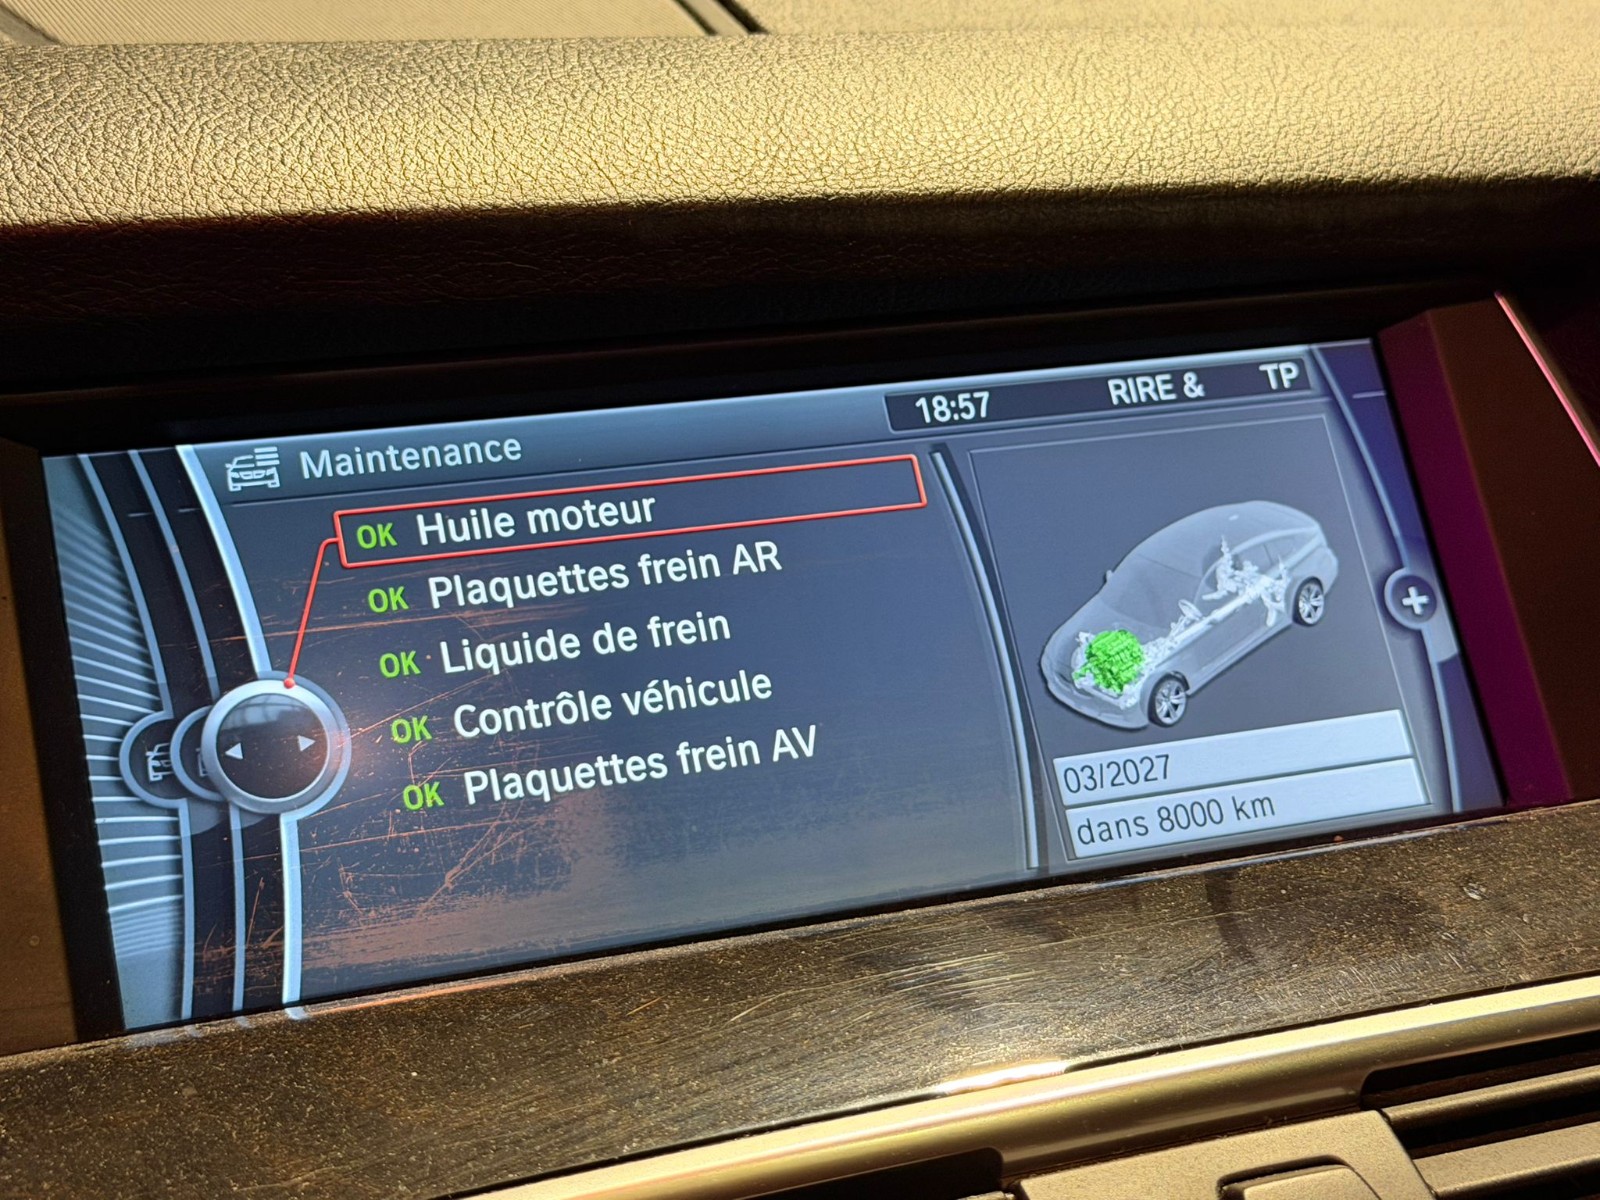 18:57 RIRE & TP
Maintenance
OK Huile moteur
OK Plaquettes frein AR
OK Liquide de frein
OK Contrôle véhicule
OK Plaquettes frein AV
03/2027
dans 8000 km